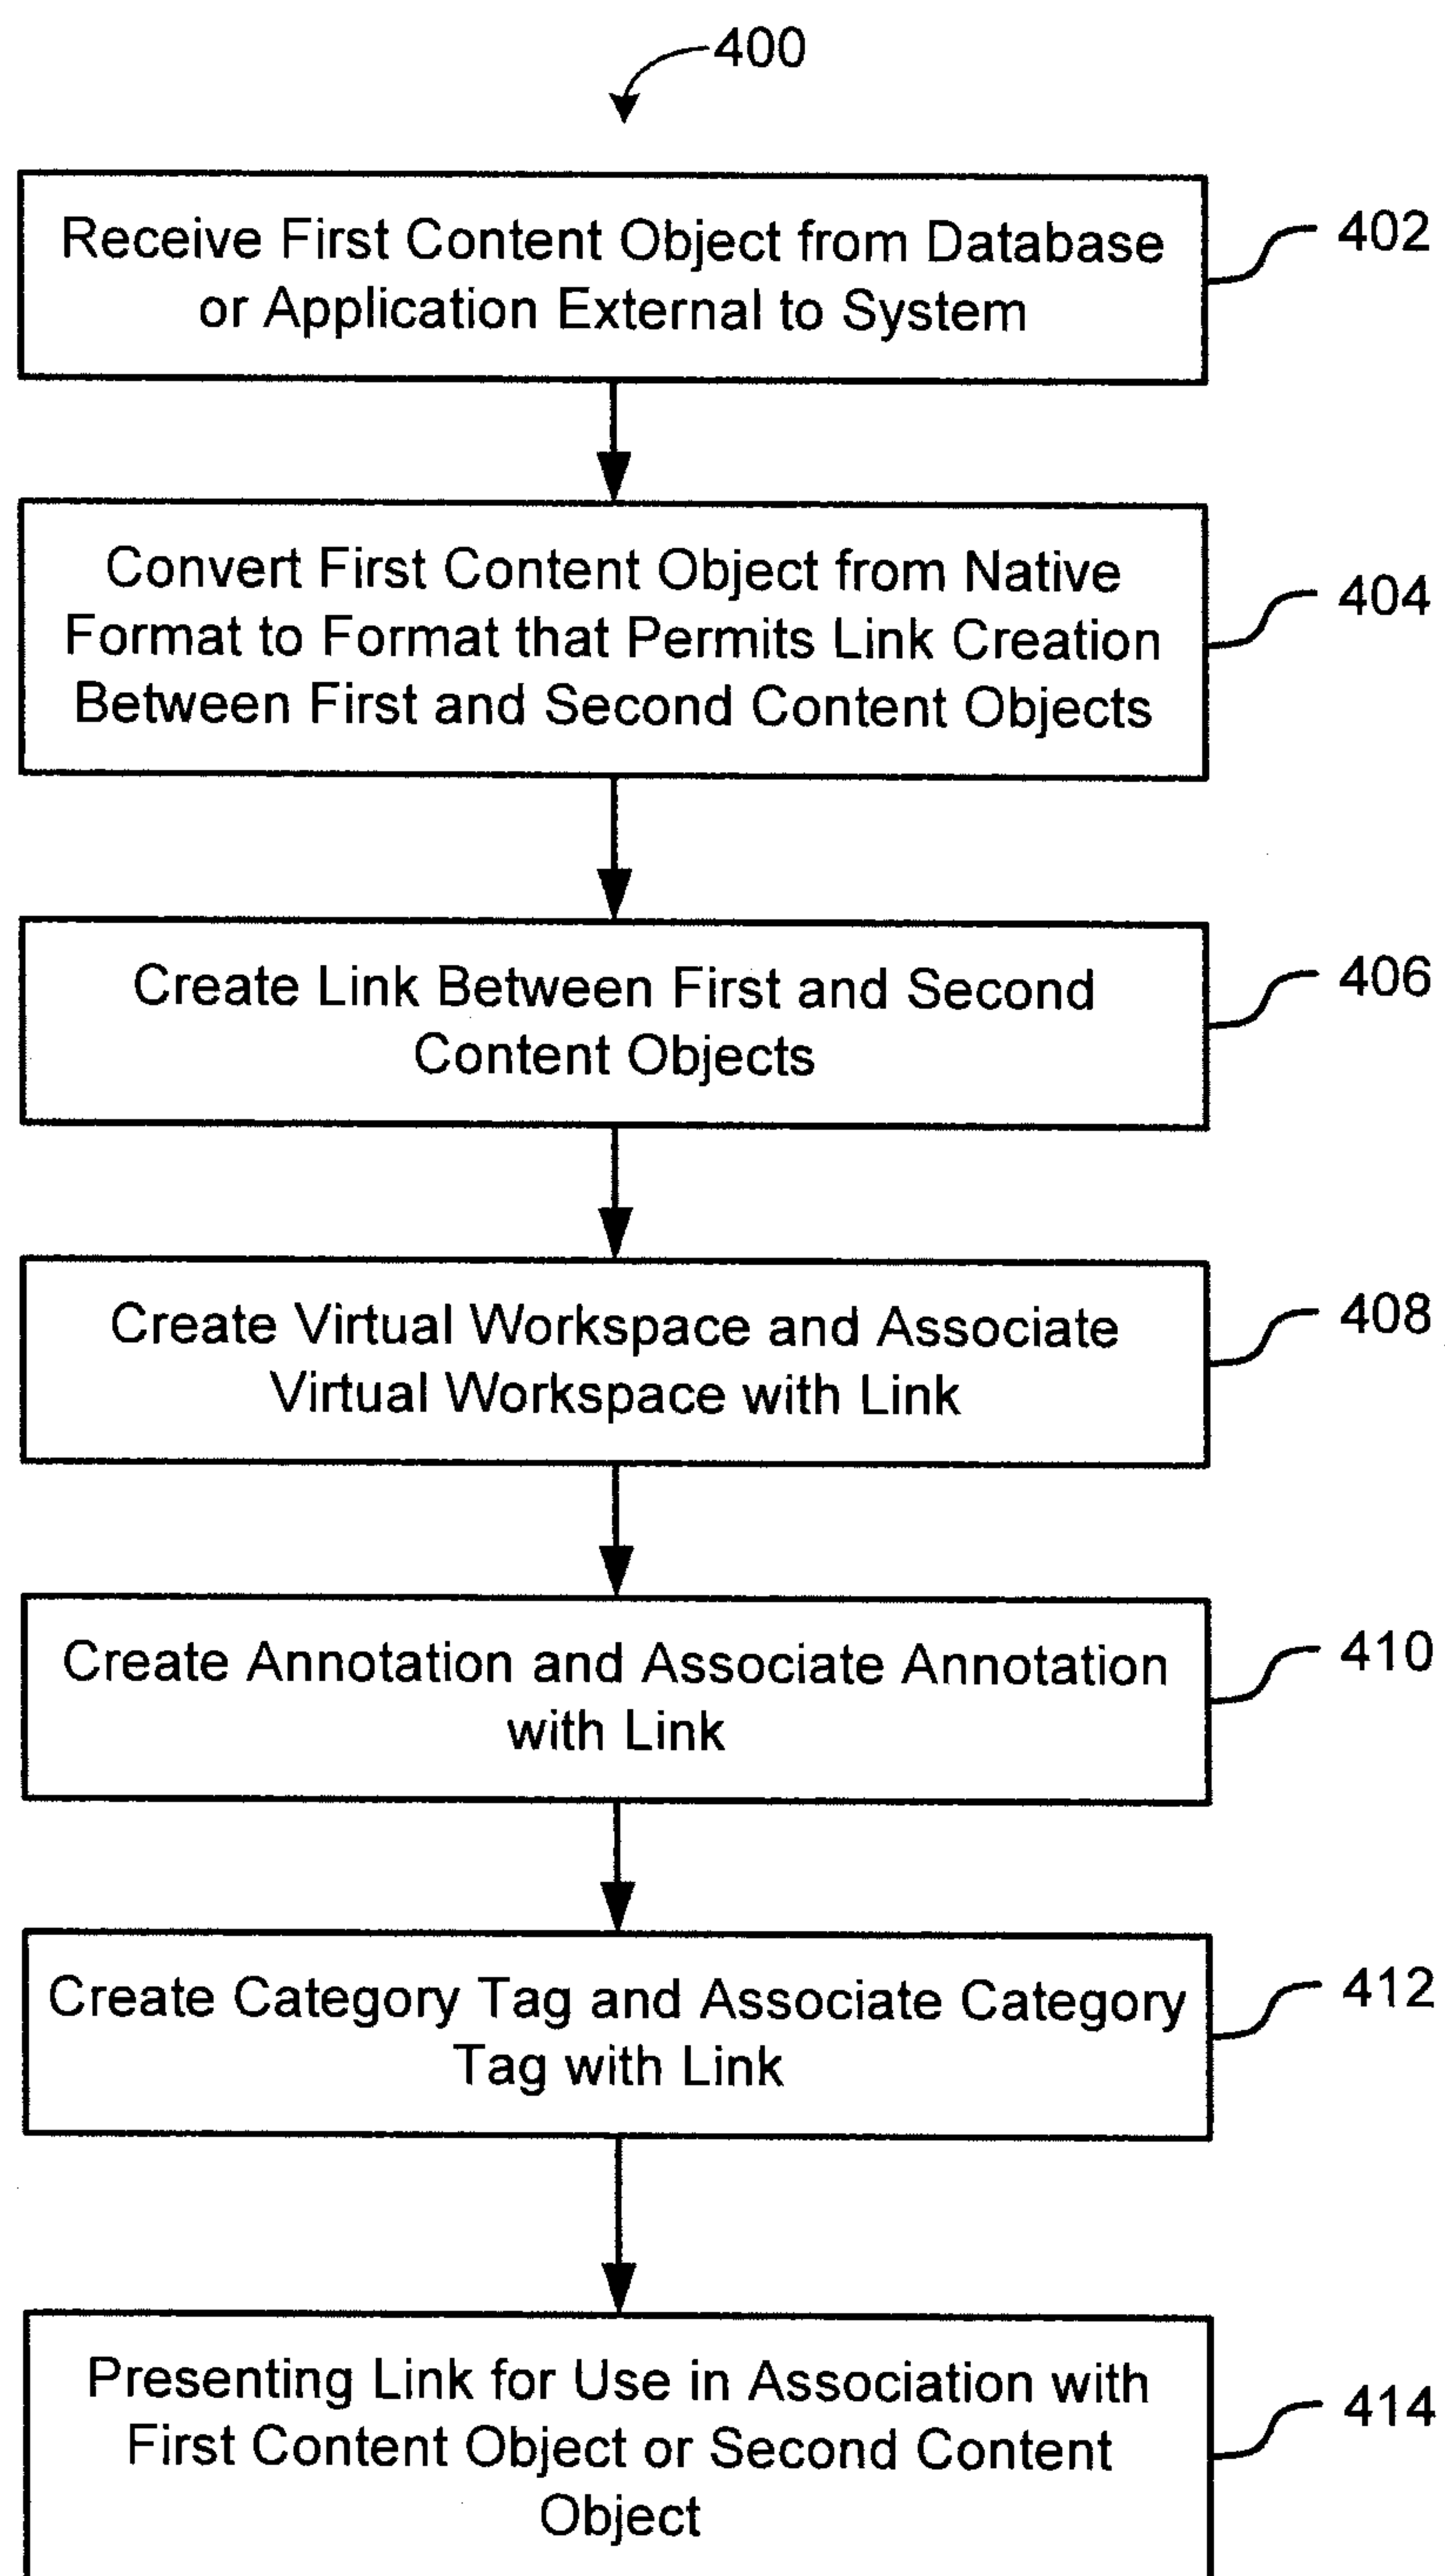 400
Receive First Content Object from Database
or Application External to System
402
Convert First Content Object from Native
Format to Format that Permits Link Creation
Between First and Second Content Objects
404
Create Link Between First and Second
Content Objects
406
Create Virtual Workspace and Associate
Virtual Workspace with Link
408
Create Annotation and Associate Annotation
with Link
410
Create Category Tag and Associate Category
Tag with Link
412
Presenting Link for Use in Association with
First Content Object or Second Content
Object
414